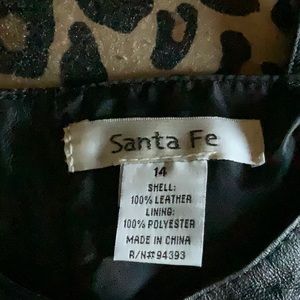 Santa Fe
14
SHELL:
100% LEATHER
LINING:
100% POLYESTER
MADE IN CHINA
R/N# 94393